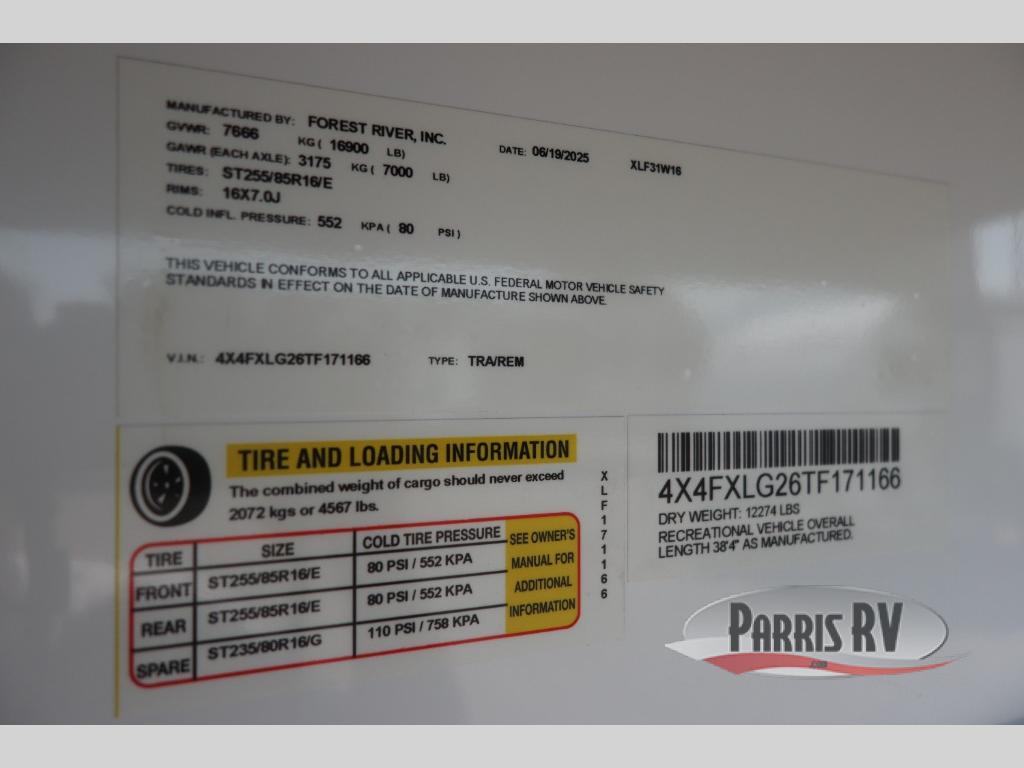 MANUFACTURED BY: FOREST RIVER, INC. DATE: 06/19/2025 XLF31W16
GVWR: 7666 KG ( 16900 LB)
GAWR (EACH AXLE): 3175 KG ( 7000 LB)
TIRES: ST255/85R16/E
RIMS: 16X7.0J
COLD INFL. PRESSURE: 552 KPA ( 80 PSI )
THIS VEHICLE CONFORMS TO ALL APPLICABLE U.S. FEDERAL MOTOR VEHICLE SAFETY
STANDARDS IN EFFECT ON THE DATE OF MANUFACTURE SHOWN ABOVE.
V.I.N.: 4X4FXLG26TF171166 TYPE: TRA/REM
TIRE AND LOADING INFORMATION
The combined weight of cargo should never exceed
2072 kgs or 4567 lbs.
TIRE SIZE COLD TIRE PRESSURE
FRONT ST255/85R16/E 80 PSI / 552 KPA
REAR ST255/85R16/E 80 PSI / 552 KPA
SPARE ST235/80R16/G 110 PSI / 758 KPA
SEE OWNER'S
MANUAL FOR
ADDITIONAL
INFORMATION
XLF171166
4X4FXLG26TF171166
DRY WEIGHT: 12274 LBS
RECREATIONAL VEHICLE OVERALL
LENGTH 38'4" AS MANUFACTURED.
PARRIS RV
.com